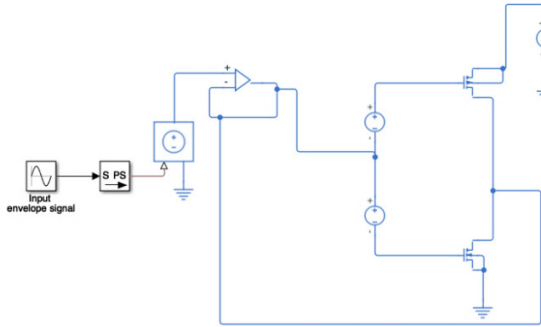 +
-
+
-
+
-
S PS
Input
envelope signal
+
-